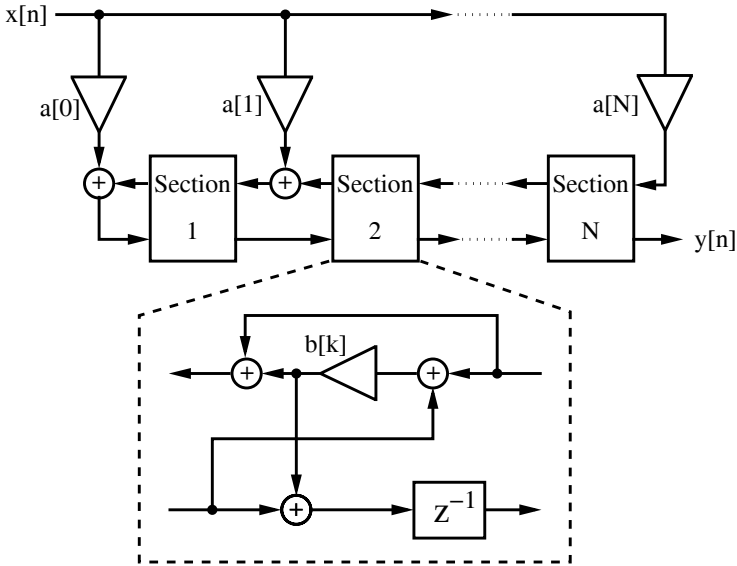 x[n]
a[0]
a[1]
a[N]
+
+
Section
1
Section
2
Section
N
y[n]
b[k]
+
+
+
z⁻¹